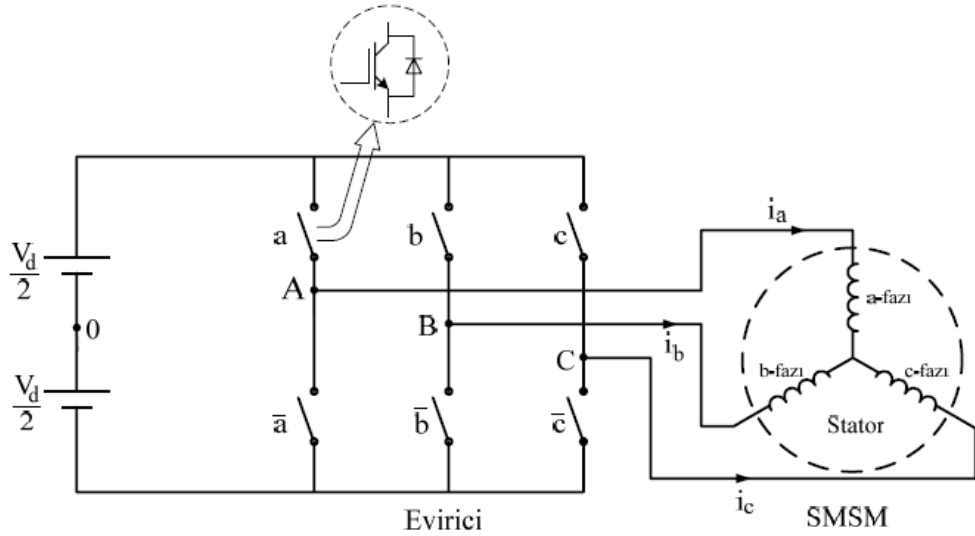 i_a
a
b
c
V_d/2
A
a-fazı
0
B
i_b
C
b-fazı
c-fazı
V_d/2
a̅
b̅
c̅
Stator
i_c
Evirici
SMSM